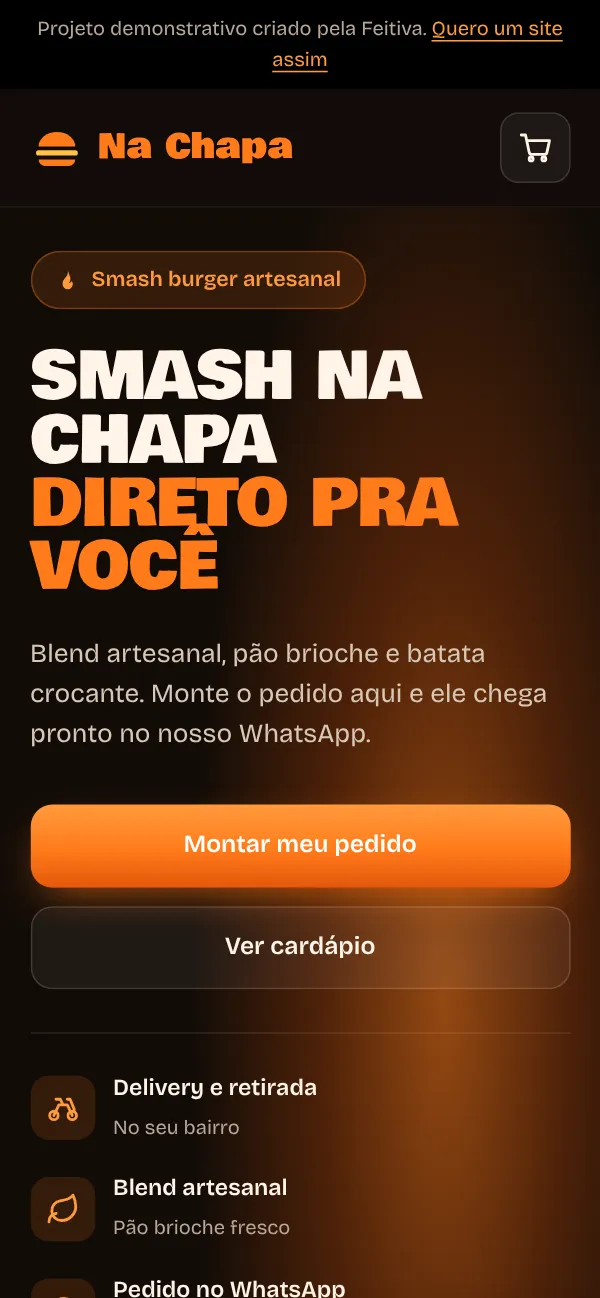 Projeto demonstrativo criado pela Feitiva. Quero um site
assim
Na Chapa
Smash burger artesanal
SMASH NA
CHAPA
DIRETO PRA
VOCÊ
Blend artesanal, pão brioche e batata
crocante. Monte o pedido aqui e ele chega
pronto no nosso WhatsApp.
Montar meu pedido
Ver cardápio
Delivery e retirada
No seu bairro
Blend artesanal
Pão brioche fresco
Pedido no WhatsApp